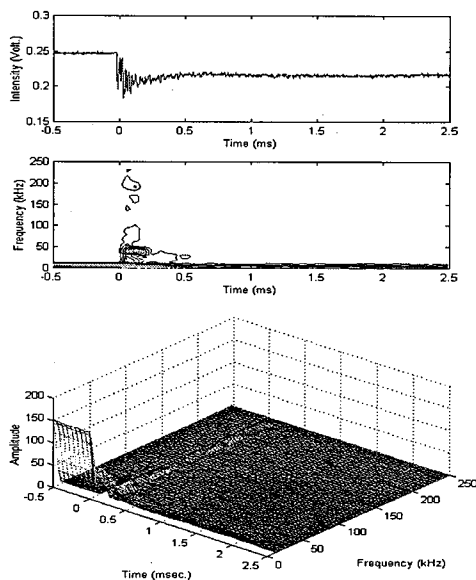 0.3
0.25
0.2
0.15
Intensity (Volt.)
-0.5 0 0.5 1 1.5 2 2.5
Time (ms)
250
200
150
100
50
0
Frequency (kHz)
-0.5 0 0.5 1 1.5 2 2.5
Time (ms)
200
150
100
50
0
Amplitude
-0.5 0 0.5 1 1.5 2 2.5
Time (msec.)
0 50 100 150 200 250
Frequency (kHz)